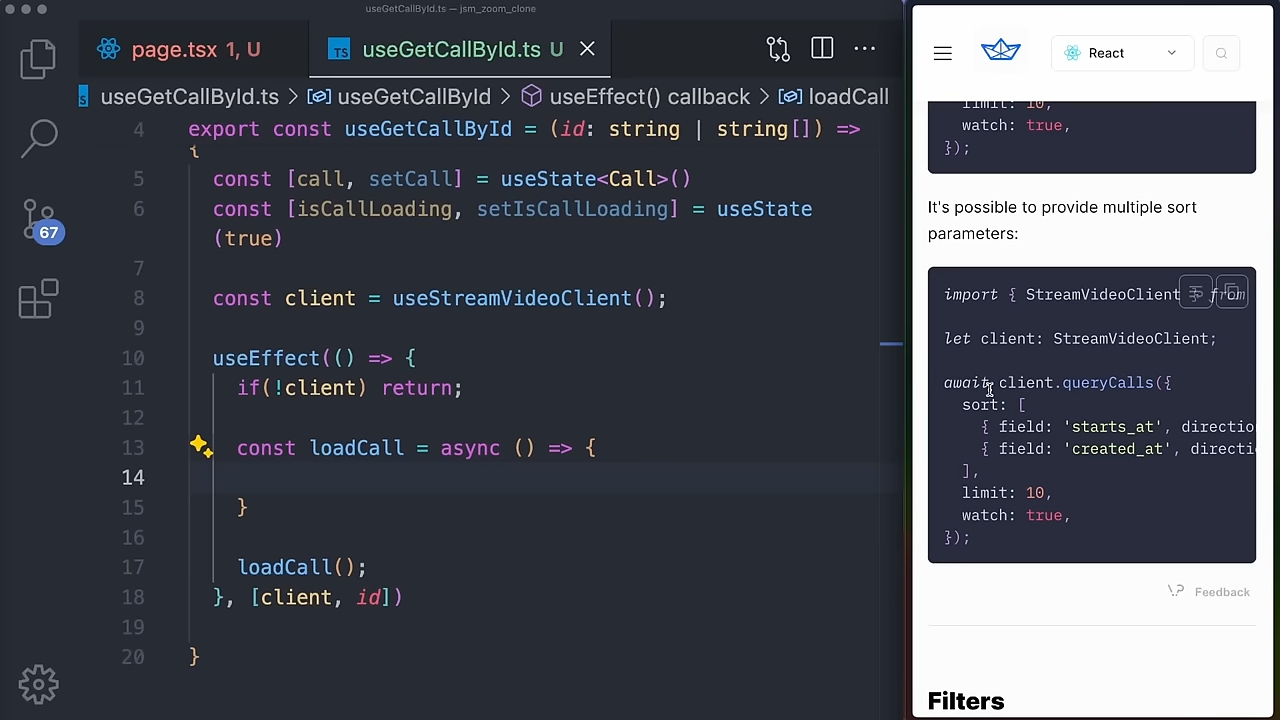 useGetCallById.ts — jsm_zoom_clone
page.tsx 1, U
TS useGetCallById.ts U
useGetCallById.ts > useGetCallById > useEffect() callback > loadCall
4 export const useGetCallById = (id: string | string[]) =>
{
5 const [call, setCall] = useState<Call>()
6 const [isCallLoading, setIsCallLoading] = useState
(true)
7
8 const client = useStreamVideoClient();
9
10 useEffect(() => {
11 if(!client) return;
12
13 const loadCall = async () => {
14
15 }
16
17 loadCall();
18 }, [client, id])
19
20 }
67
React
limit: 10,
watch: true,
});
It's possible to provide multiple sort
parameters:
import { StreamVideoClient } from
let client: StreamVideoClient;
await client.queryCalls({
sort: [
{ field: 'starts_at', directio
{ field: 'created_at', directi
],
limit: 10,
watch: true,
});
Feedback
Filters